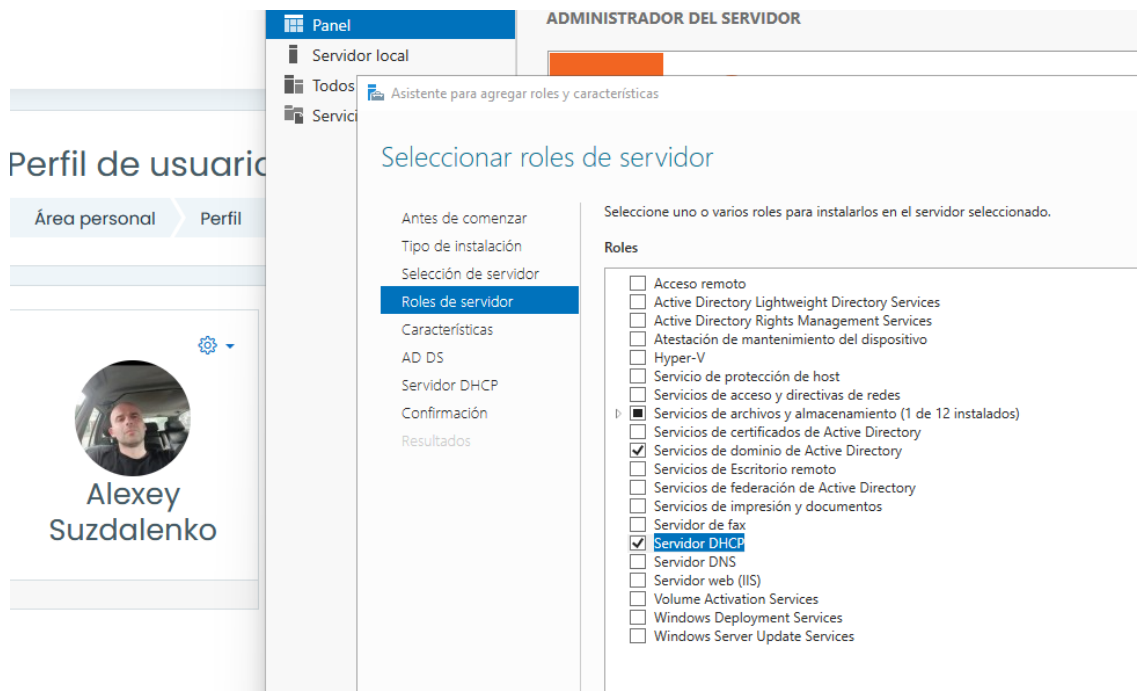 Perfil de usuario
Área personal
Perfil
Alexey
Suzdalenko
Panel
Servidor local
Todos
Servici
ADMINISTRADOR DEL SERVIDOR
Asistente para agregar roles y características
Seleccionar roles de servidor
Antes de comenzar
Tipo de instalación
Selección de servidor
Roles de servidor
Características
AD DS
Servidor DHCP
Confirmación
Resultados
Seleccione uno o varios roles para instalarlos en el servidor seleccionado.
Roles
Acceso remoto
Active Directory Lightweight Directory Services
Active Directory Rights Management Services
Atestación de mantenimiento del dispositivo
Hyper-V
Servicio de protección de host
Servicios de acceso y directivas de redes
Servicios de archivos y almacenamiento (1 de 12 instalados)
Servicios de certificados de Active Directory
Servicios de dominio de Active Directory
Servicios de Escritorio remoto
Servicios de federación de Active Directory
Servicios de impresión y documentos
Servidor de fax
Servidor DHCP
Servidor DNS
Servidor web (IIS)
Volume Activation Services
Windows Deployment Services
Windows Server Update Services